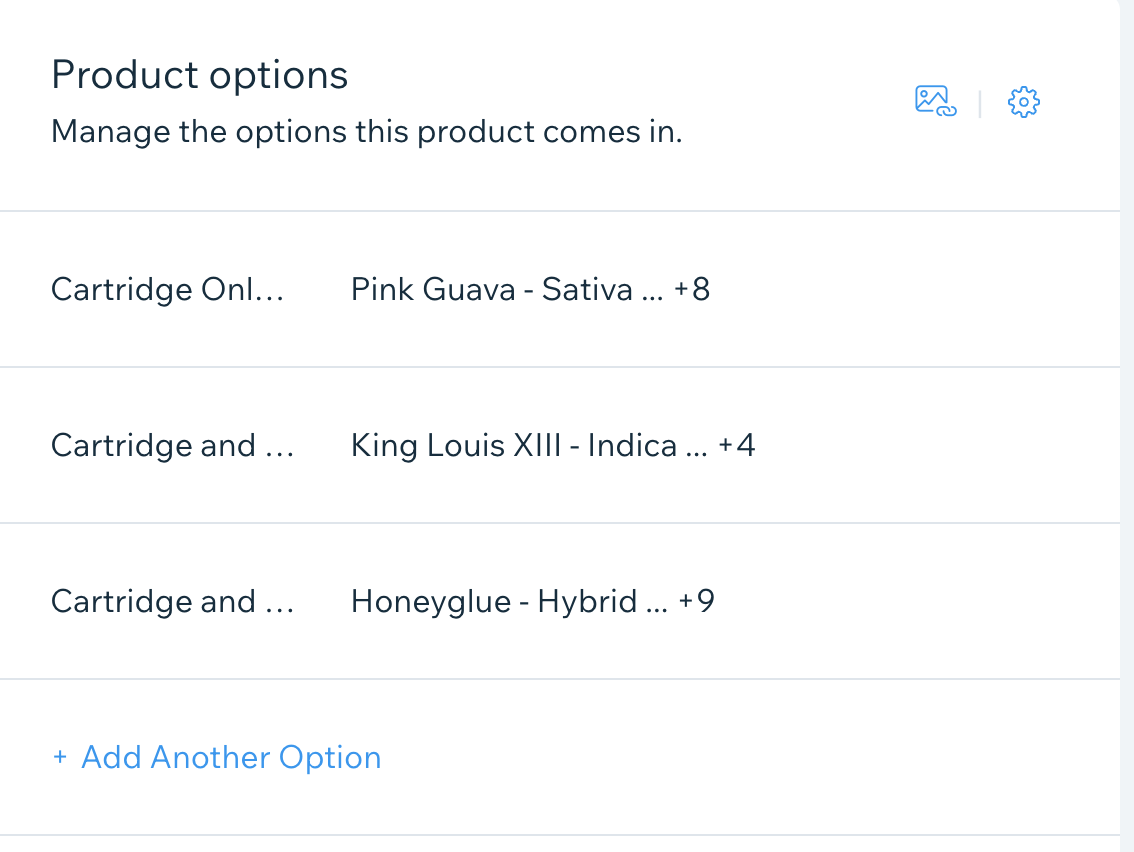 Product options
Manage the options this product comes in.
Cartridge Onl... Pink Guava - Sativa ... +8
Cartridge and ... King Louis XIII - Indica ... +4
Cartridge and ... Honeyglue - Hybrid ... +9
+ Add Another Option